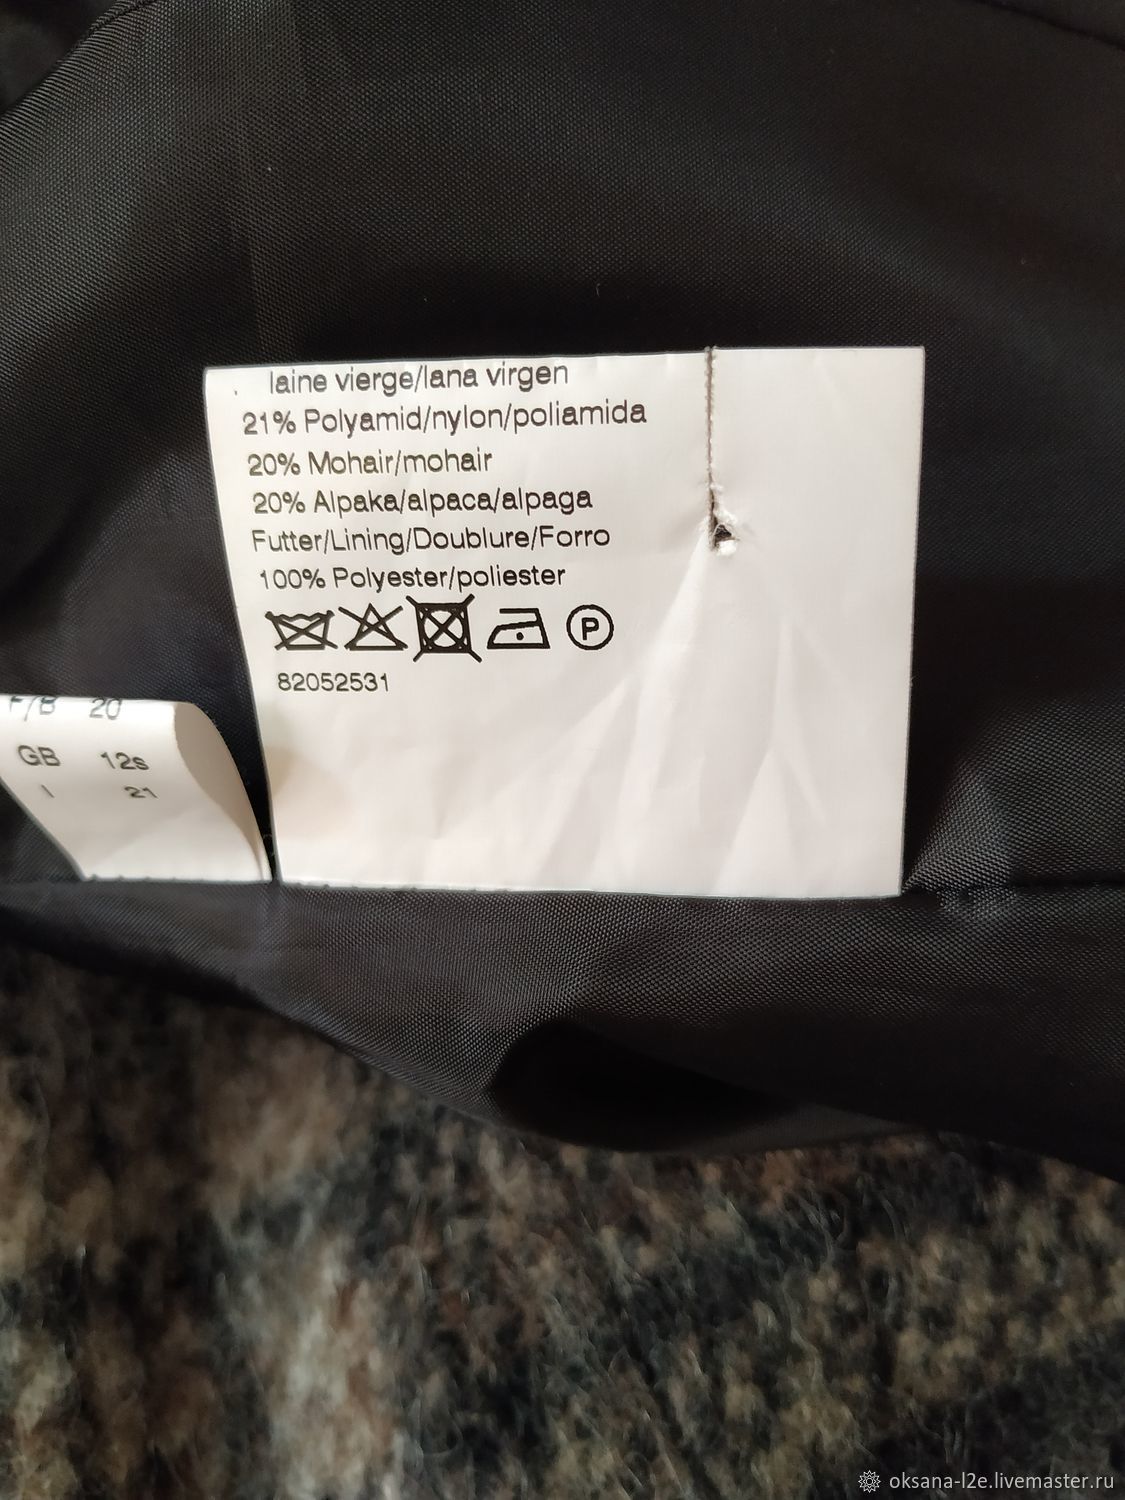 laine vierge/lana virgen
21% Polyamid/nylon/poliamida
20% Mohair/mohair
20% Alpaka/alpaca/alpaga
Futter/Lining/Doublure/Forro
100% Polyester/poliester
P
82052531
F/B 20
GB 12s
I 21
oksana-l2e.livemaster.ru